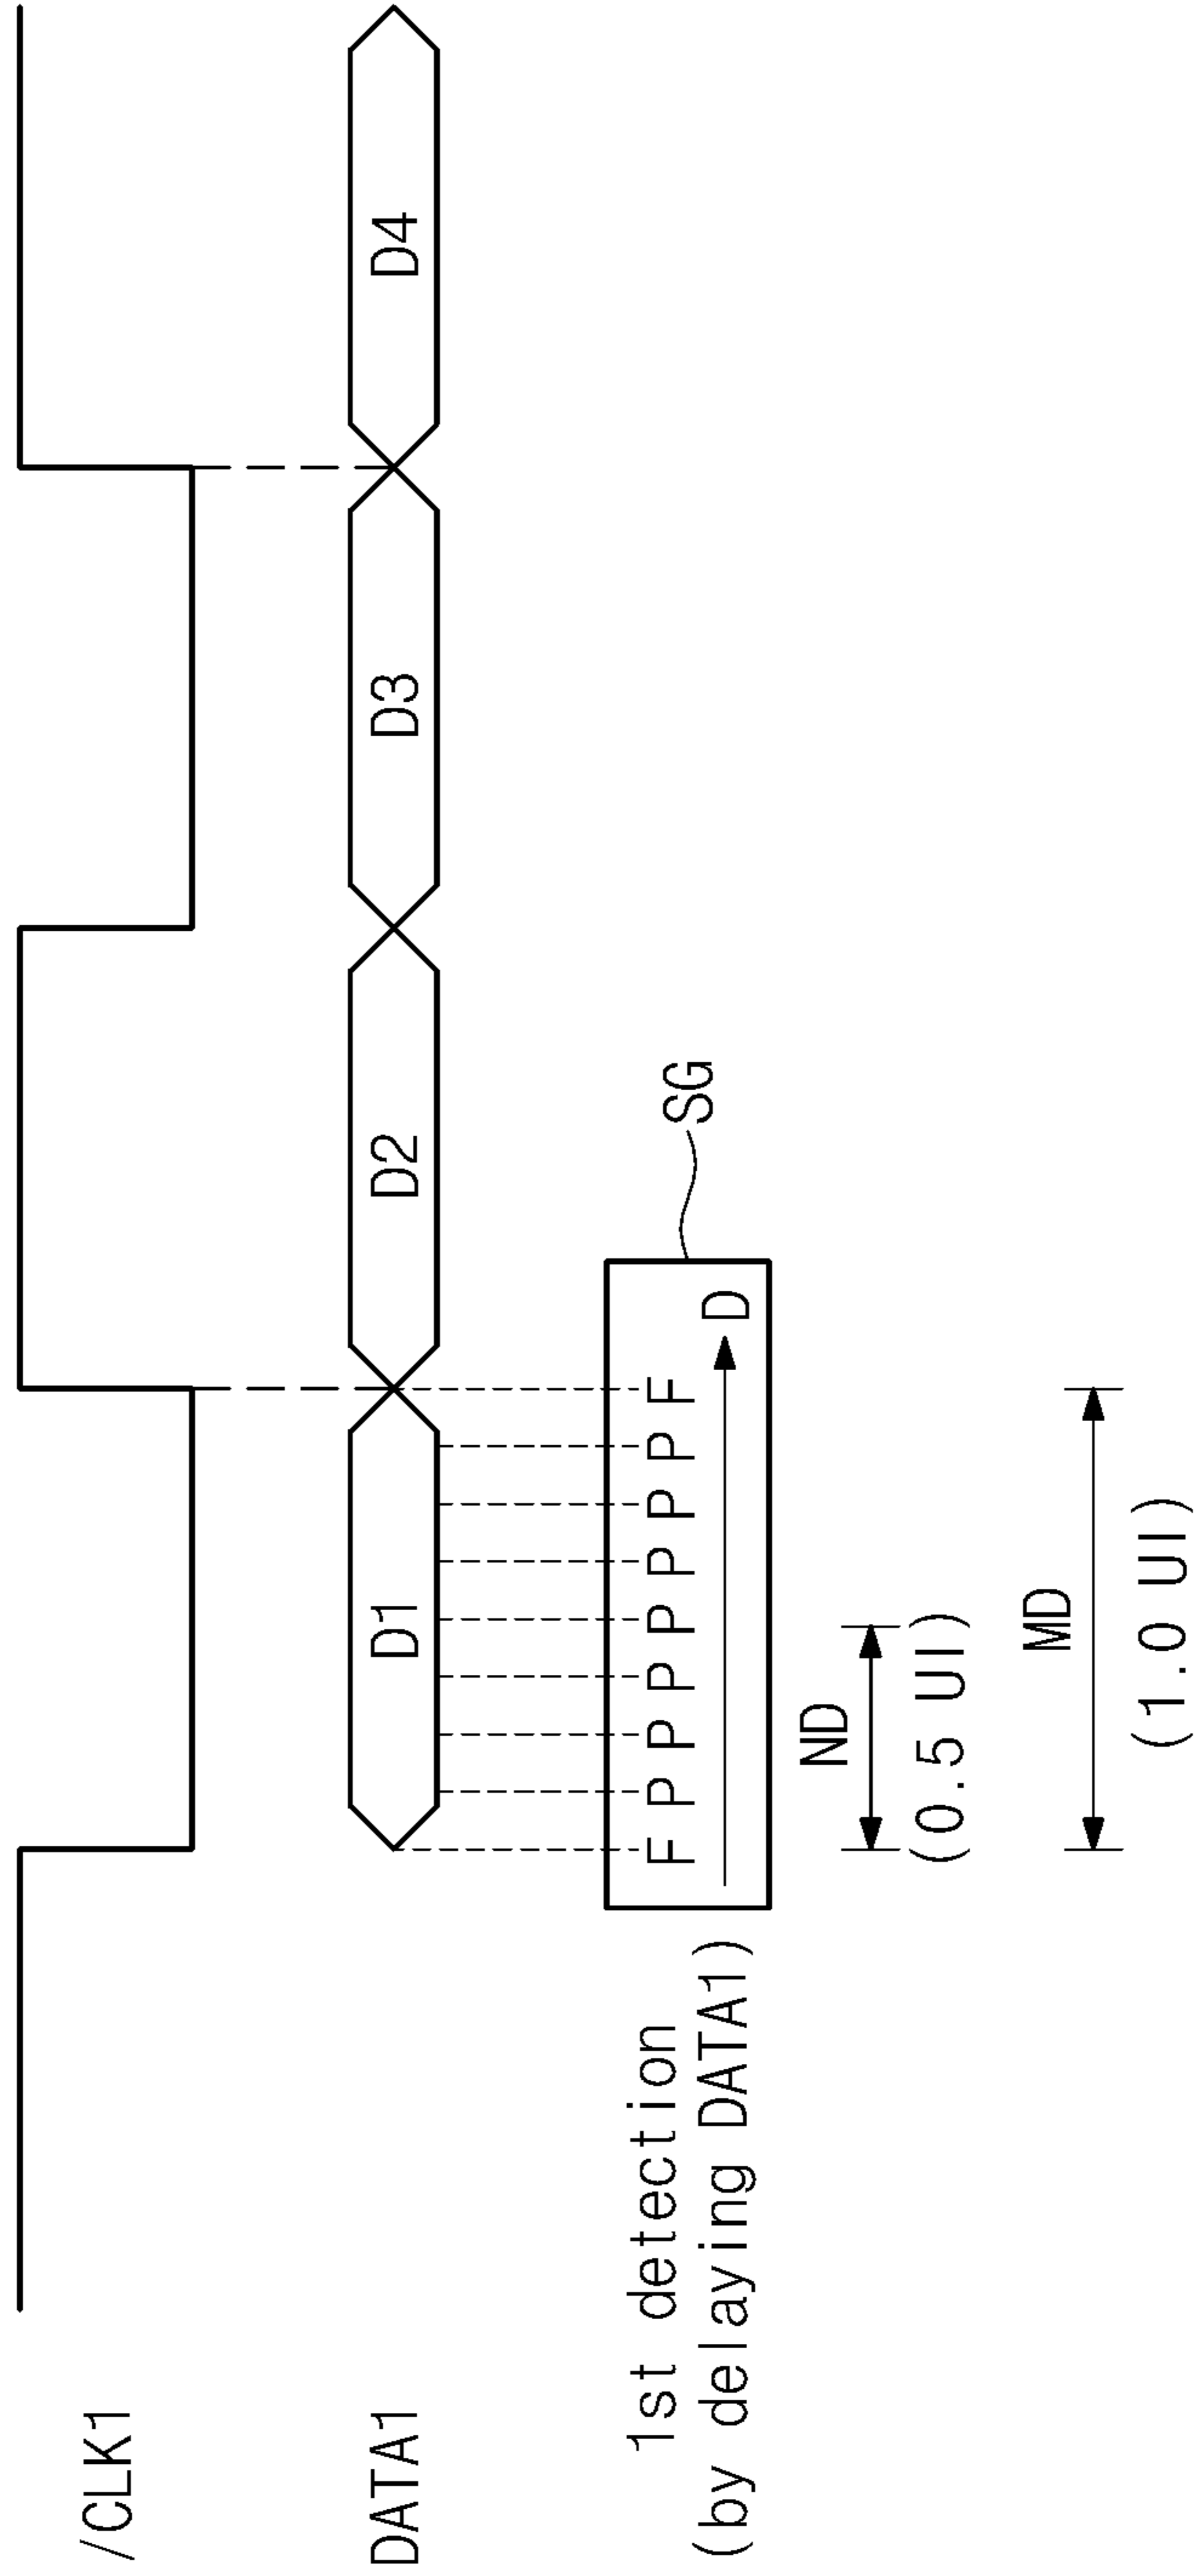 /CLK1
DATA1
D1
D2
D3
D4
1st detection
(by delaying DATA1)
F P P P P P P P F
D
SG
ND
(0.5 UI)
MD
(1.0 UI)